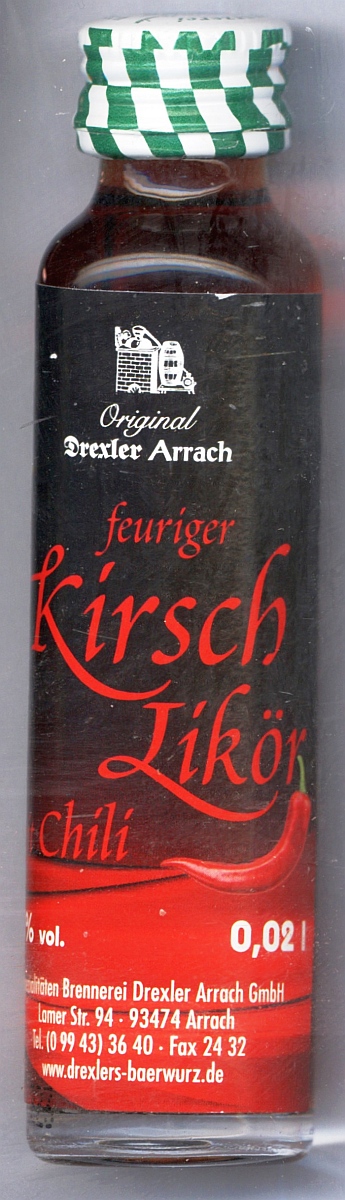 Original
Drexler Arrach
feuriger
Kirsch
Likör
Chili
% vol.
0,02 l
Brennerei Drexler Arrach GmbH
Lamer Str. 94 · 93474 Arrach
Tel. (0 99 43) 36 40 · Fax 24 32
www.drexlers-baerwurz.de